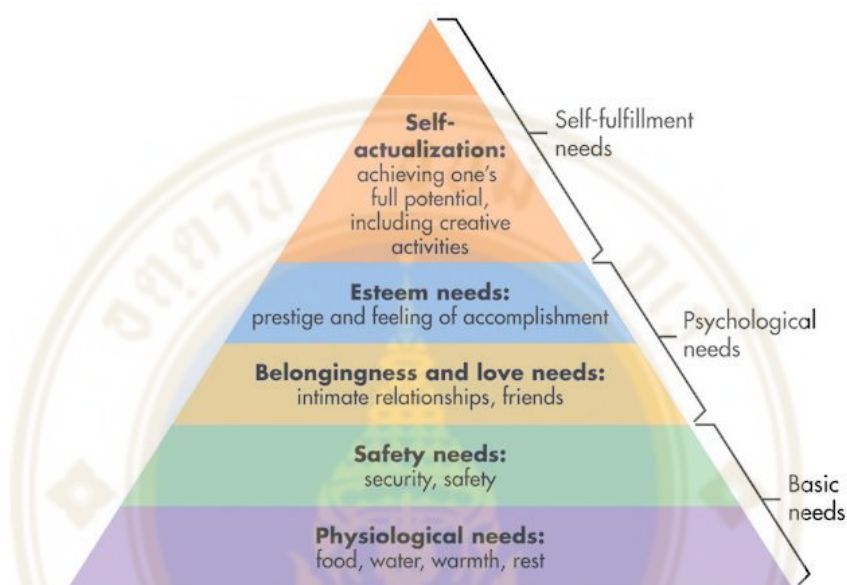 Self-
actualization:
achieving one's
full potential,
including creative
activities
Self-fulfillment
needs
Esteem needs:
prestige and feeling of accomplishment
Psychological
needs
Belongingness and love needs:
intimate relationships, friends
Safety needs:
security, safety
Basic
needs
Physiological needs:
food, water, warmth, rest